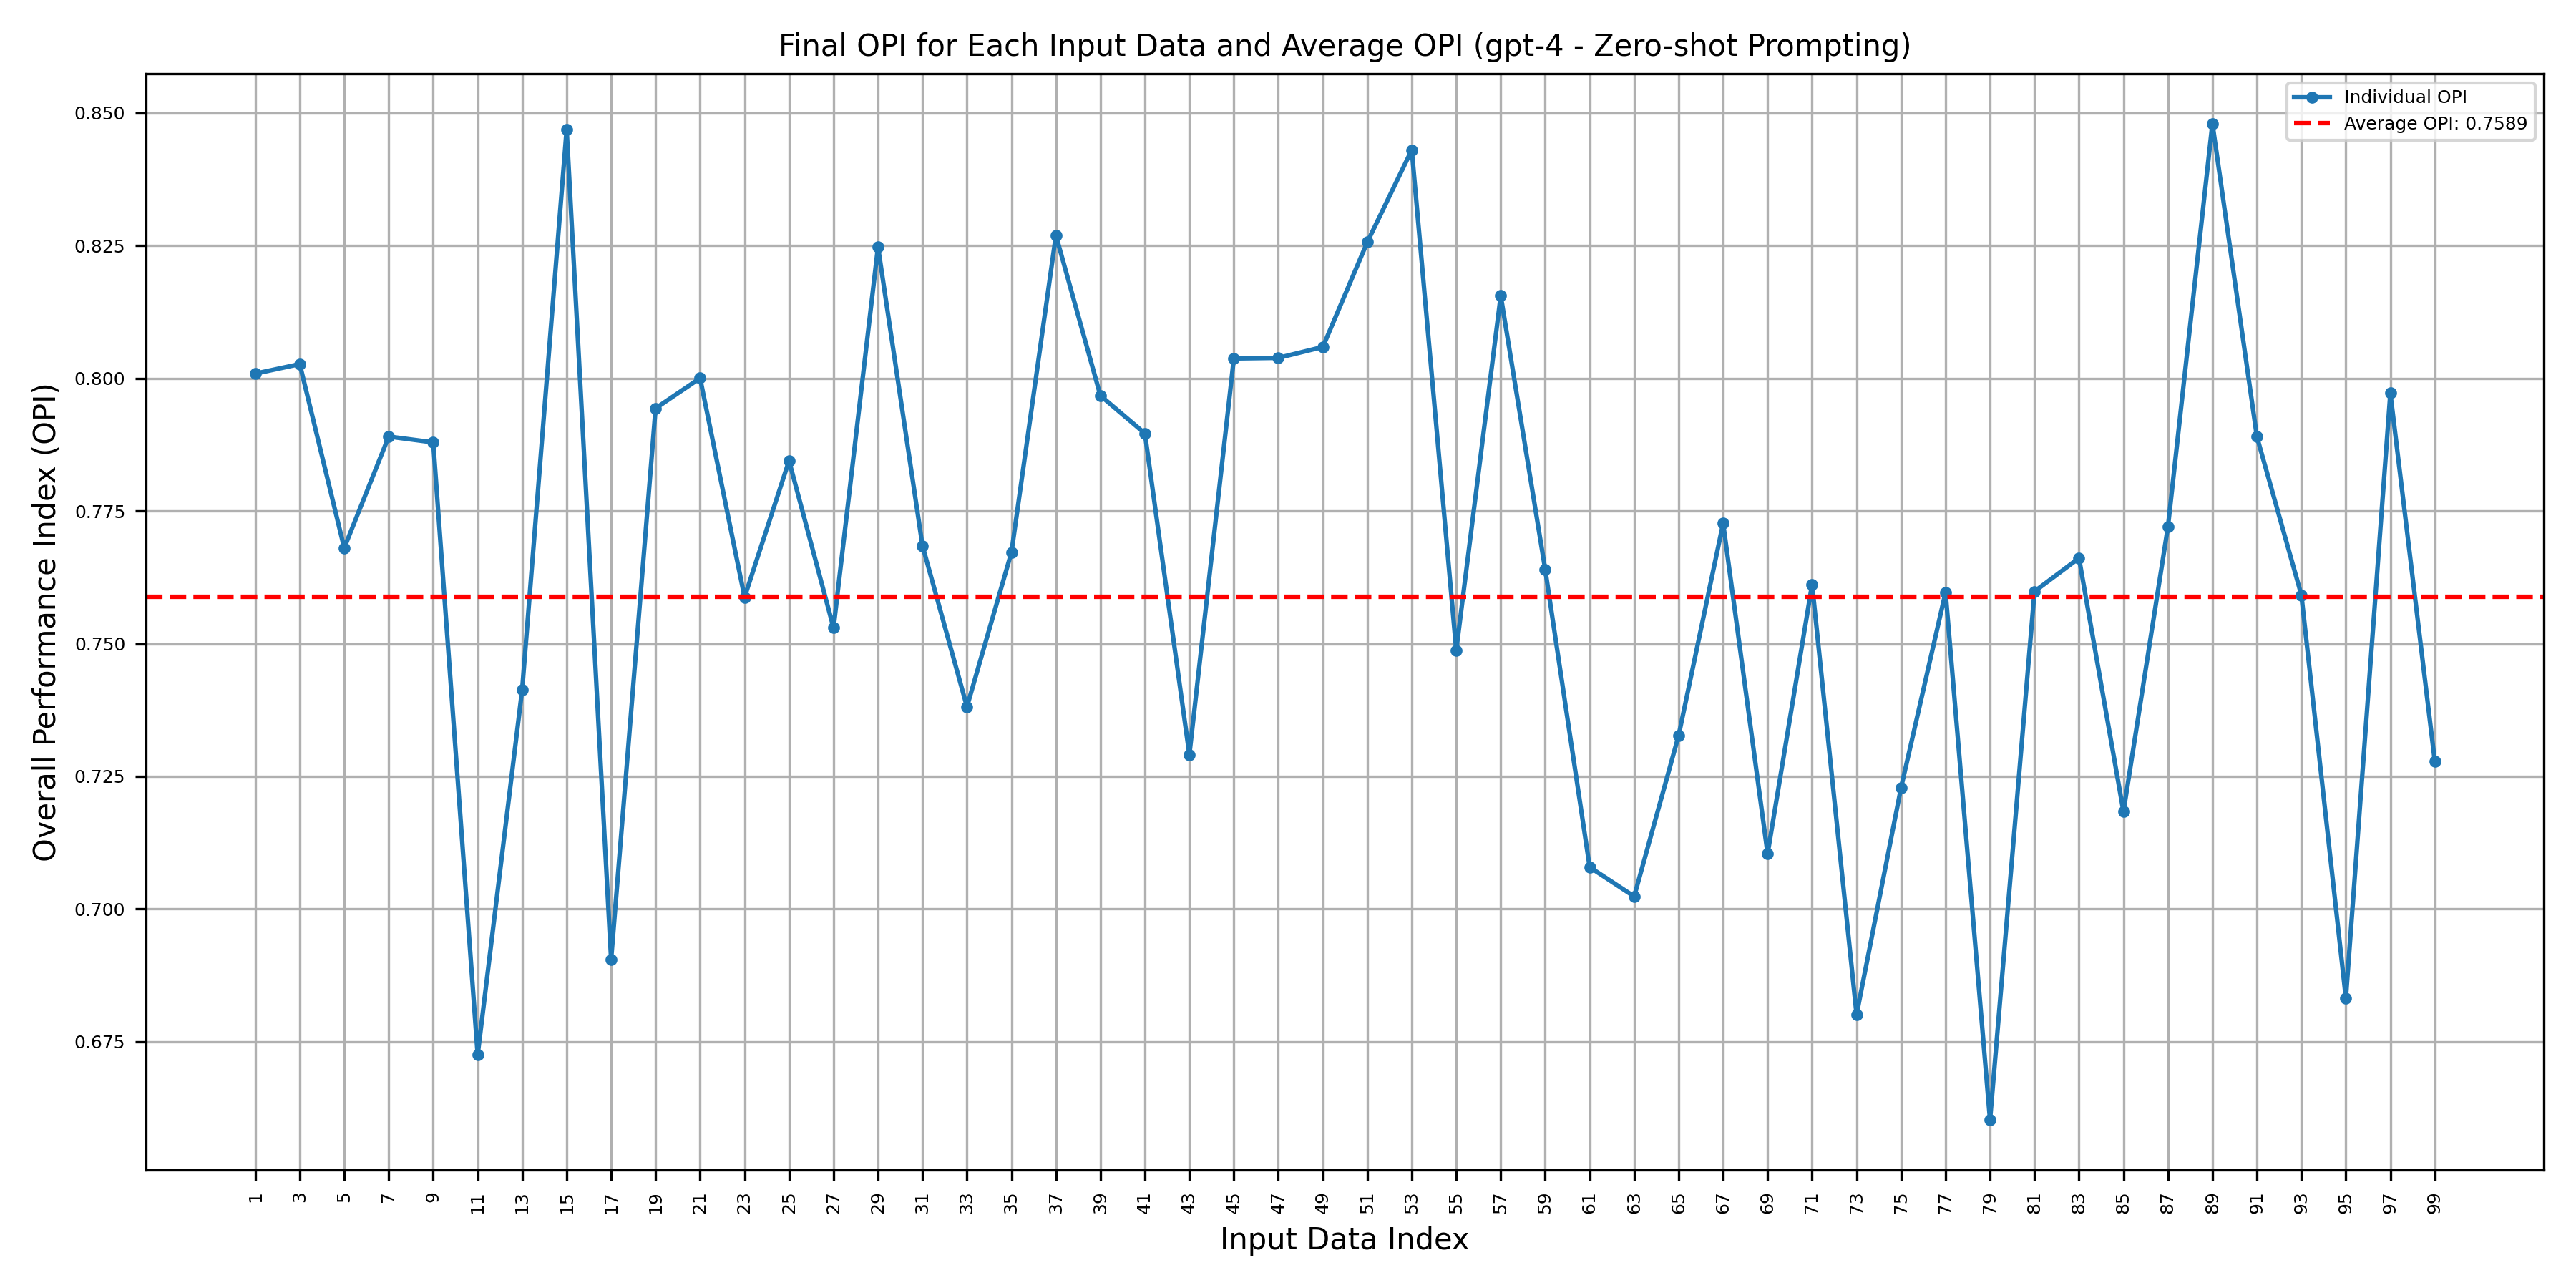 Final OPI for Each Input Data and Average OPI (gpt-4 - Zero-shot Prompting)
Individual OPI
Average OPI: 0.7589
Overall Performance Index (OPI)
0.850
0.825
0.800
0.775
0.750
0.725
0.700
0.675
1 3 5 7 9 11 13 15 17 19 21 23 25 27 29 31 33 35 37 39 41 43 45 47 49 51 53 55 57 59 61 63 65 67 69 71 73 75 77 79 81 83 85 87 89 91 93 95 97 99
Input Data Index